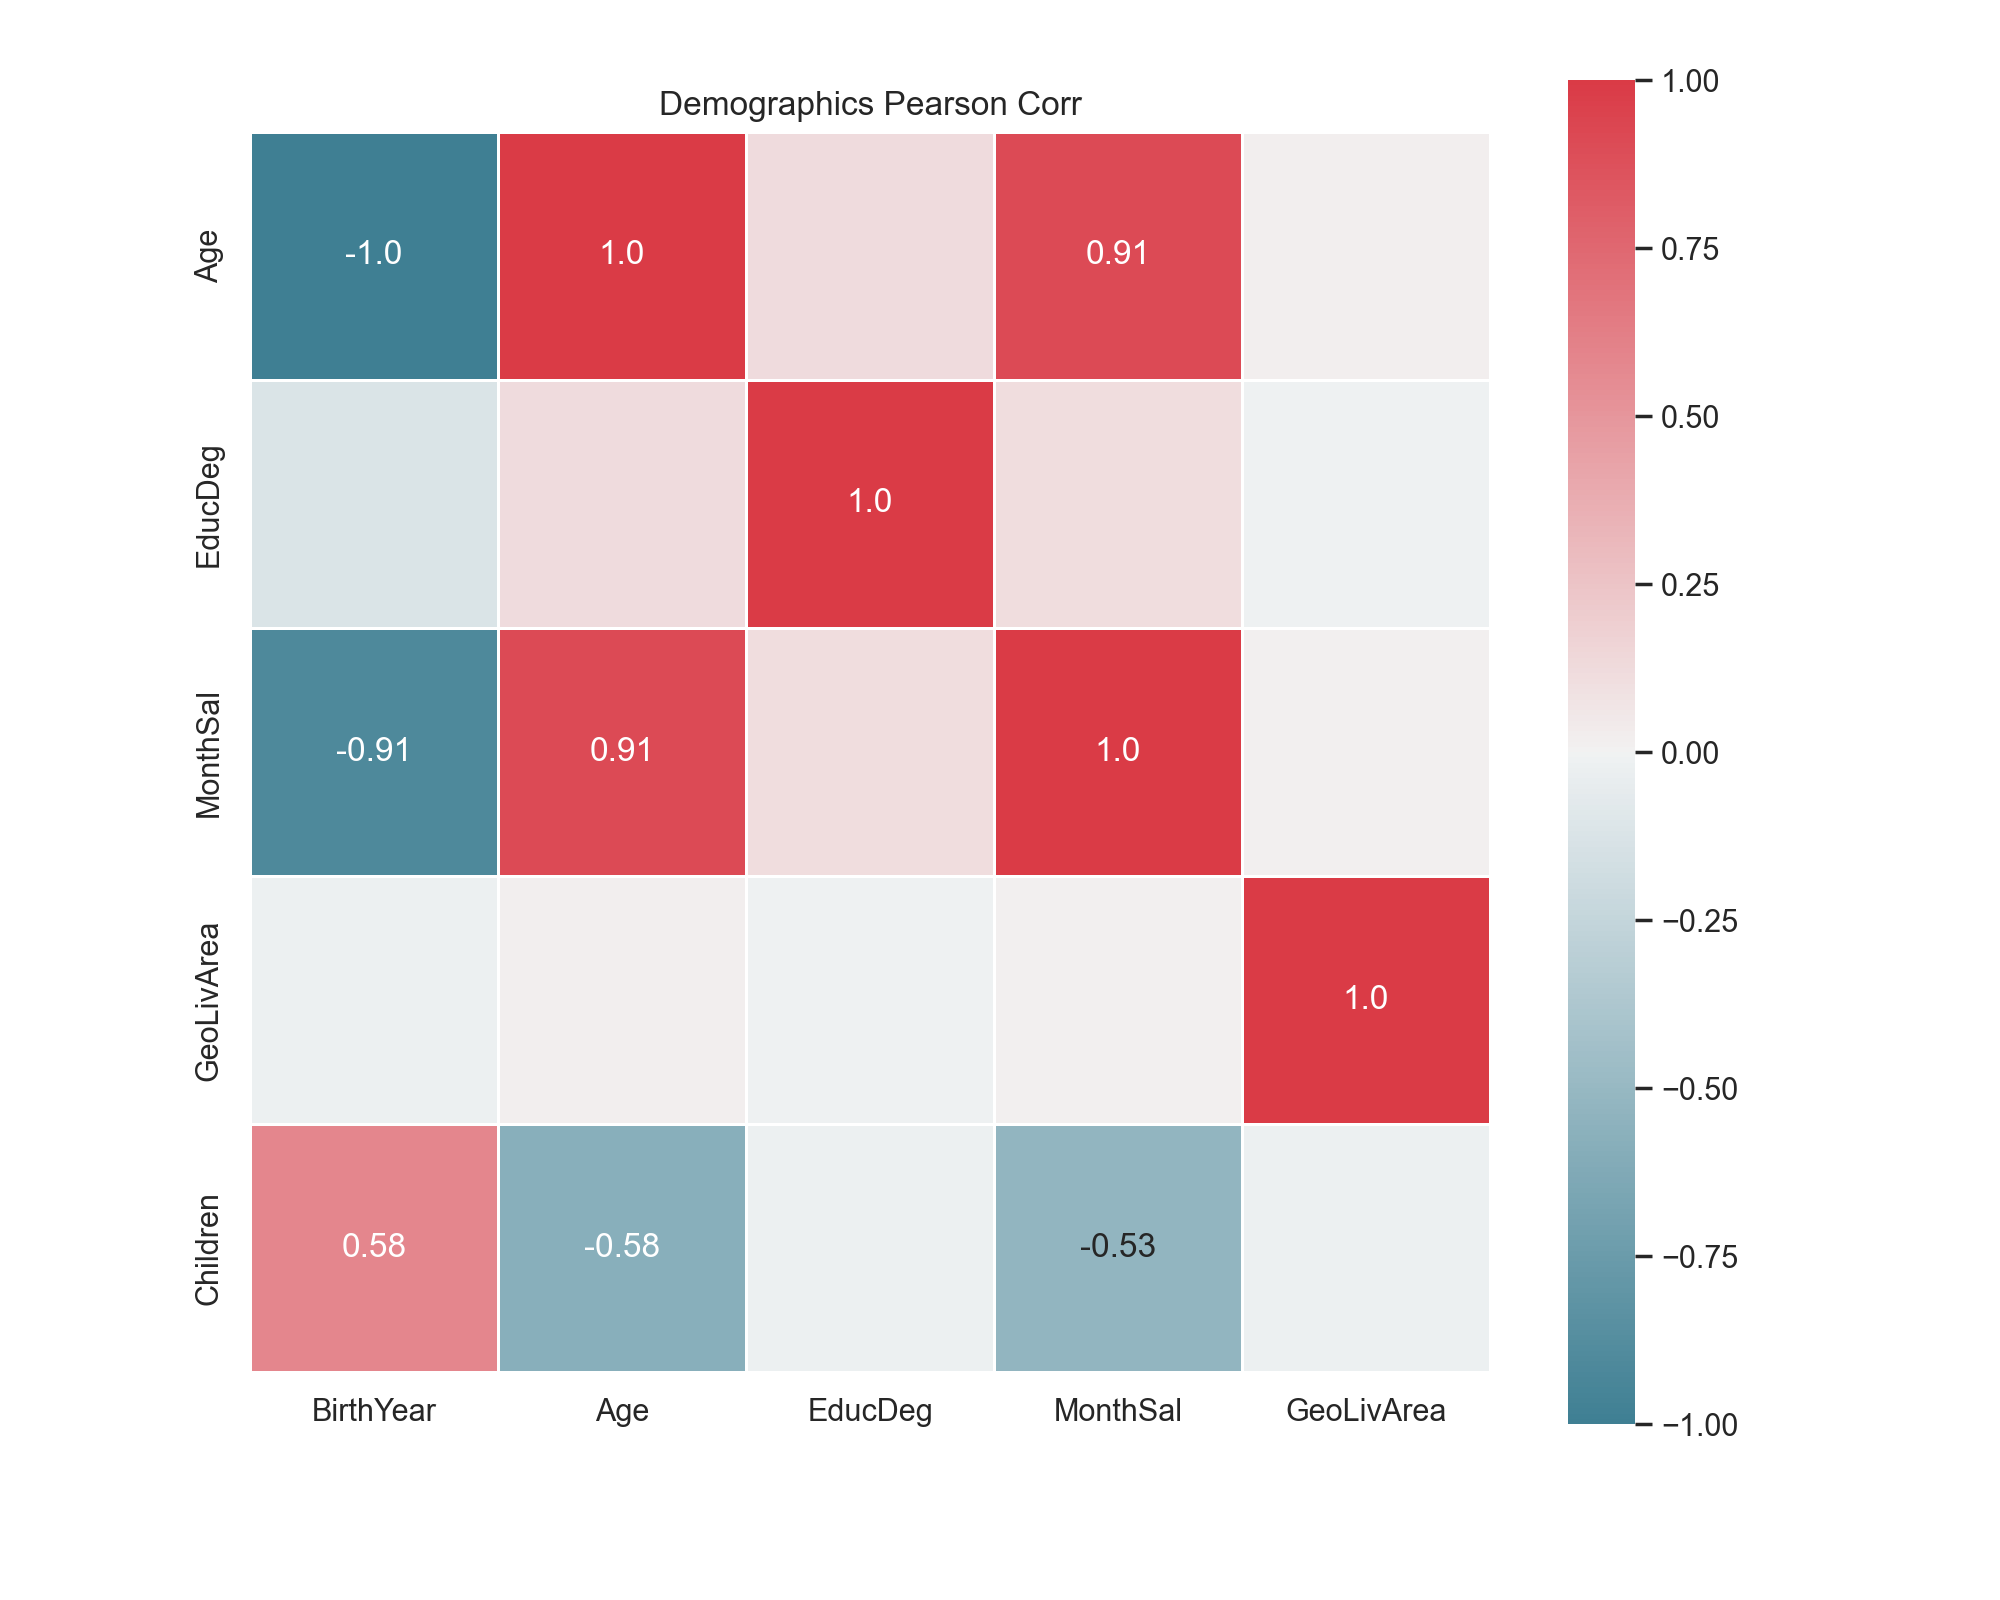 Demographics Pearson Corr
Age
-1.0
1.0
0.91
EducDeg
1.0
MonthSal
-0.91
0.91
1.0
GeoLivArea
1.0
Children
0.58
-0.58
-0.53
BirthYear
Age
EducDeg
MonthSal
GeoLivArea
1.00
0.75
0.50
0.25
0.00
−0.25
−0.50
−0.75
−1.00